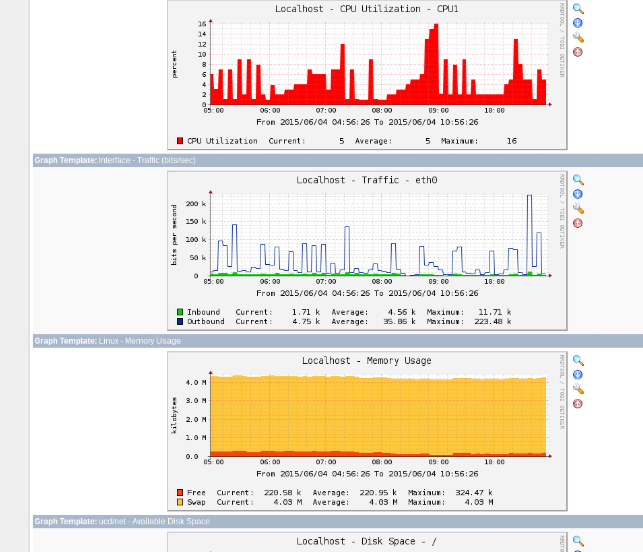 Localhost - CPU Utilization - CPU1
RRDTOOL / TOBI OETIKER
percent
16
14
12
10
8
6
4
2
0
05:00 06:00 07:00 08:00 09:00 10:00
From 2015/06/04 04:56:26 To 2015/06/04 10:56:26
CPU Utilization Current: 5 Average: 5 Maximum: 16
Graph Template: Interface - Traffic (bits/sec)
Localhost - Traffic - eth0
RRDTOOL / TOBI OETIKER
bits per second
200 k
150 k
100 k
50 k
0
05:00 06:00 07:00 08:00 09:00 10:00
From 2015/06/04 04:56:26 To 2015/06/04 10:56:26
Inbound Current: 1.71 k Average: 4.56 k Maximum: 11.71 k
Outbound Current: 4.75 k Average: 35.86 k Maximum: 223.48 k
Graph Template: Linux - Memory Usage
Localhost - Memory Usage
RRDTOOL / TOBI OETIKER
kilobytes
4.0 M
3.0 M
2.0 M
1.0 M
0.0
05:00 06:00 07:00 08:00 09:00 10:00
From 2015/06/04 04:56:26 To 2015/06/04 10:56:26
Free Current: 220.58 k Average: 220.95 k Maximum: 324.47 k
Swap Current: 4.03 M Average: 4.03 M Maximum: 4.03 M
Graph Template: ucd/net - Available Disk Space
Localhost - Disk Space - /